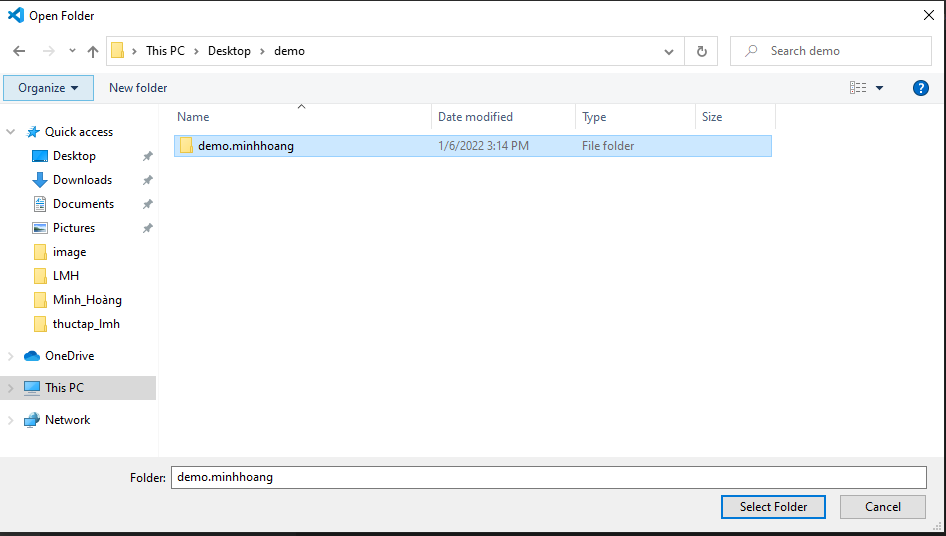 Open Folder
This PC > Desktop > demo
Search demo
Organize
New folder
?
Name
Date modified
Type
Size
Quick access
demo.minhhoang
1/6/2022 3:14 PM
File folder
Desktop
Downloads
Documents
Pictures
image
LMH
Minh_Hoàng
thuctap_lmh
OneDrive
This PC
Network
Folder:
demo.minhhoang
Select Folder
Cancel